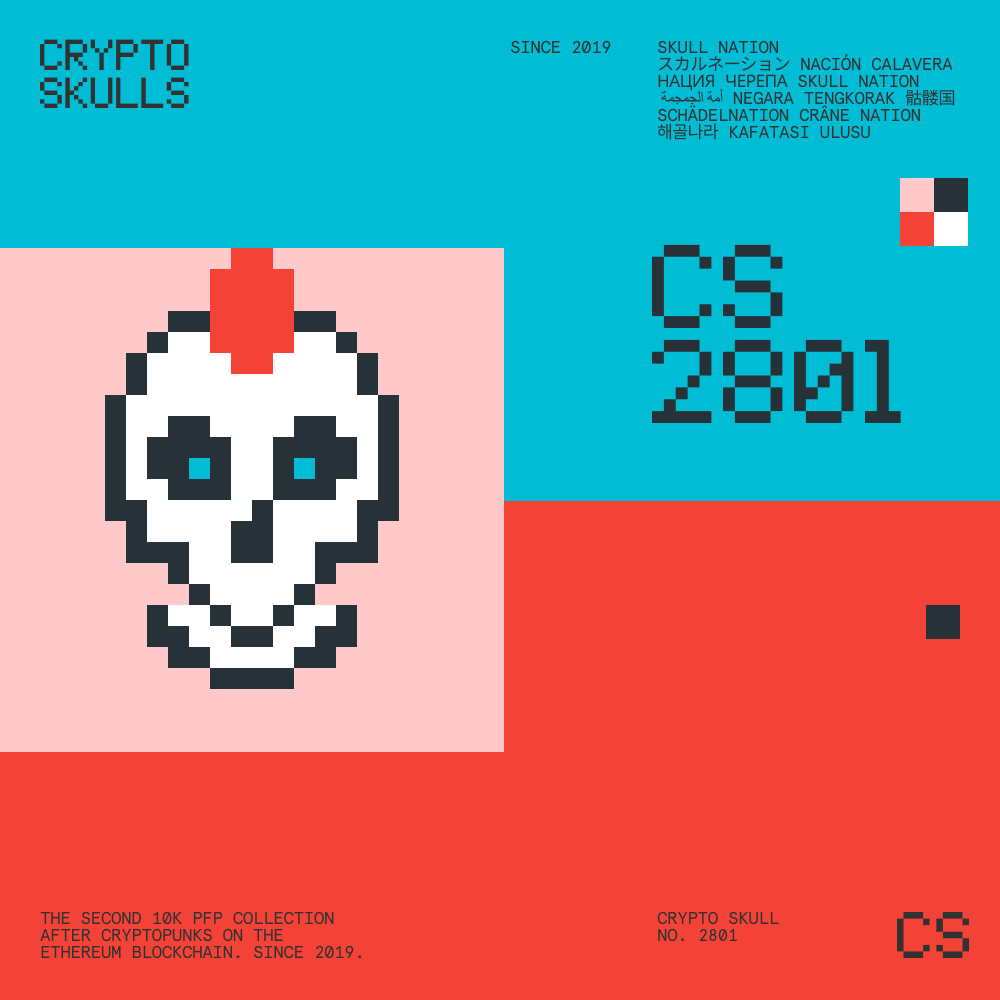 CRYPTO
SKULLS
SINCE 2019
SKULL NATION
スカルネーション NACIÓN CALAVERA
НАЦИЯ ЧЕРЕПА SKULL NATION
أمة الجمجمة NEGARA TENGKORAK 骷髅国
SCHÄDELNATION CRÂNE NATION
해골나라 KAFATASI ULUSU
CS
2801
THE SECOND 10K PFP COLLECTION
AFTER CRYPTOPUNKS ON THE
ETHEREUM BLOCKCHAIN. SINCE 2019.
CRYPTO SKULL
NO. 2801
CS